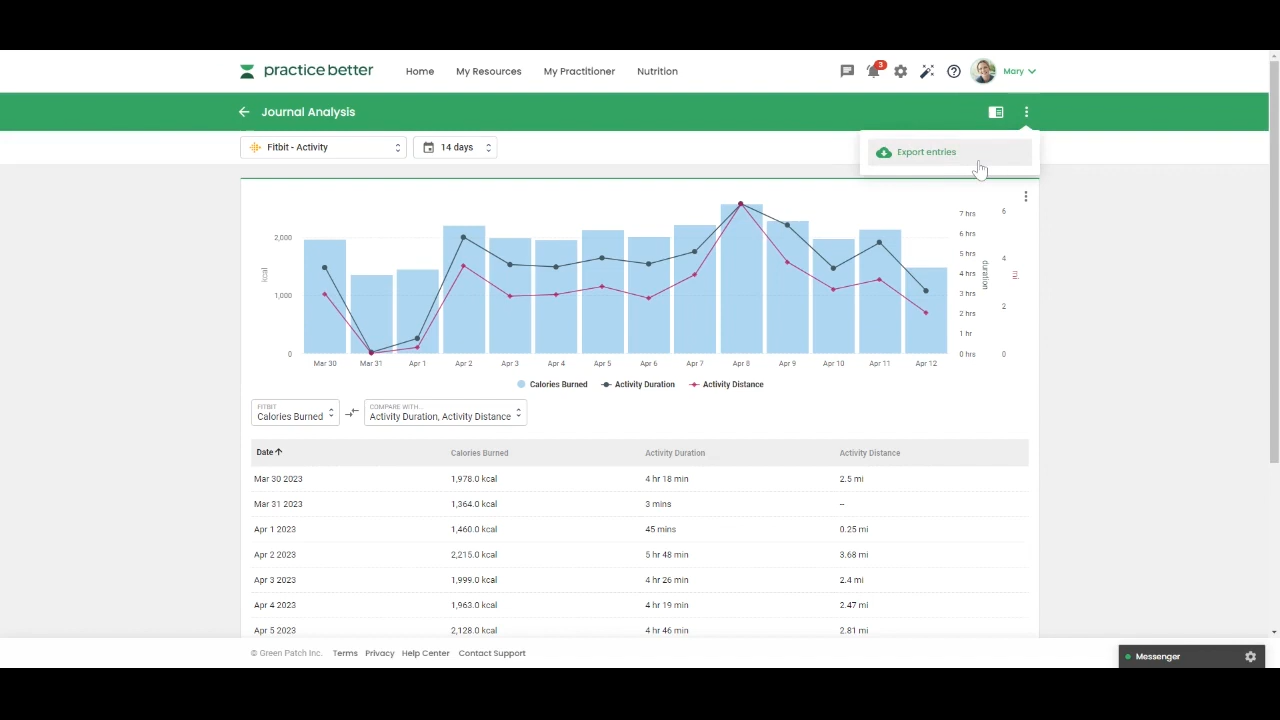 practice better Home My Resources My Practitioner Nutrition 3 Mary
Journal Analysis
Fitbit - Activity 14 days Export entries
2,000
1,000
0
kcal
7 hrs
6 hrs
5 hrs
4 hrs
3 hrs
2 hrs
1 hr
0 hrs
duration
6
4
2
0
mi
Mar 30 Mar 31 Apr 1 Apr 2 Apr 3 Apr 4 Apr 5 Apr 6 Apr 7 Apr 8 Apr 9 Apr 10 Apr 11 Apr 12
Calories Burned Activity Duration Activity Distance
FITBIT COMPARE WITH...
Calories Burned Activity Duration, Activity Distance
Date Calories Burned Activity Duration Activity Distance
Mar 30 2023 1,978.0 kcal 4 hr 18 min 2.5 mi
Mar 31 2023 1,364.0 kcal 3 mins --
Apr 1 2023 1,460.0 kcal 45 mins 0.25 mi
Apr 2 2023 2,215.0 kcal 5 hr 48 min 3.68 mi
Apr 3 2023 1,999.0 kcal 4 hr 26 min 2.4 mi
Apr 4 2023 1,963.0 kcal 4 hr 19 min 2.47 mi
Apr 5 2023 2,128.0 kcal 4 hr 46 min 2.81 mi
© Green Patch Inc. Terms Privacy Help Center Contact Support
Messenger